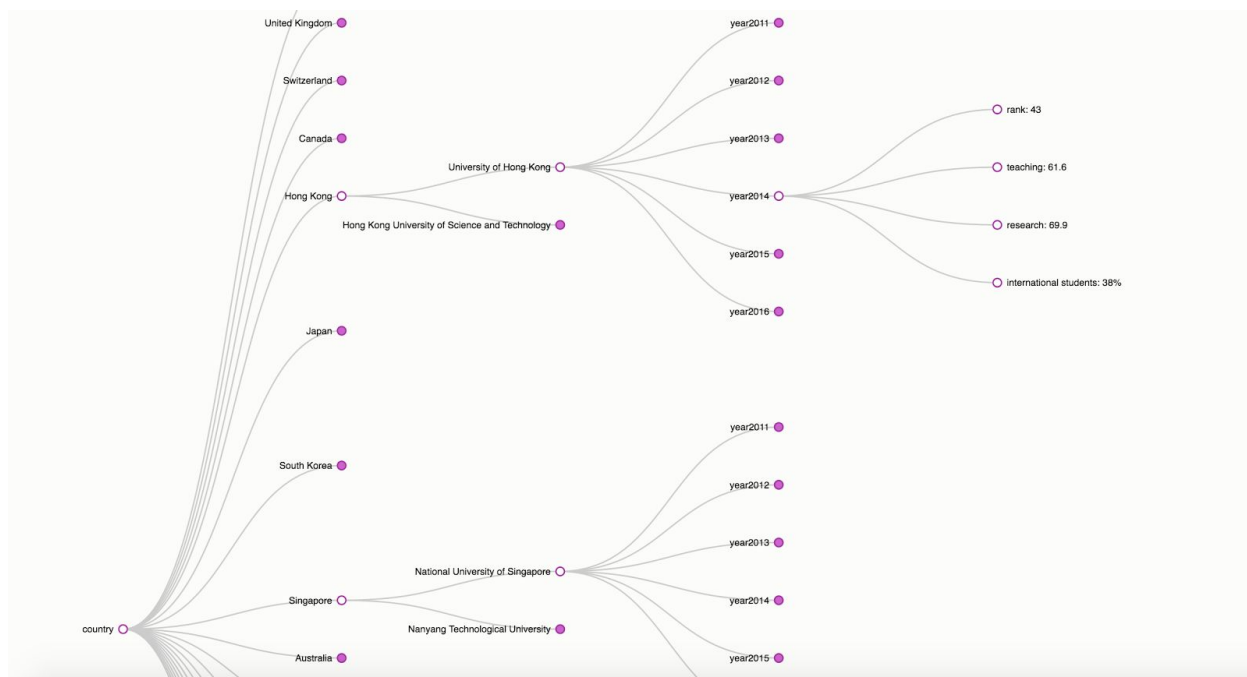 United Kingdom
year2011
Switzerland
year2012
rank: 43
Canada
year2013
University of Hong Kong
teaching: 61.6
Hong Kong
year2014
Hong Kong University of Science and Technology
research: 69.9
year2015
international students: 38%
year2016
Japan
year2011
South Korea
year2012
year2013
National University of Singapore
Singapore
year2014
country
Nanyang Technological University
Australia
year2015